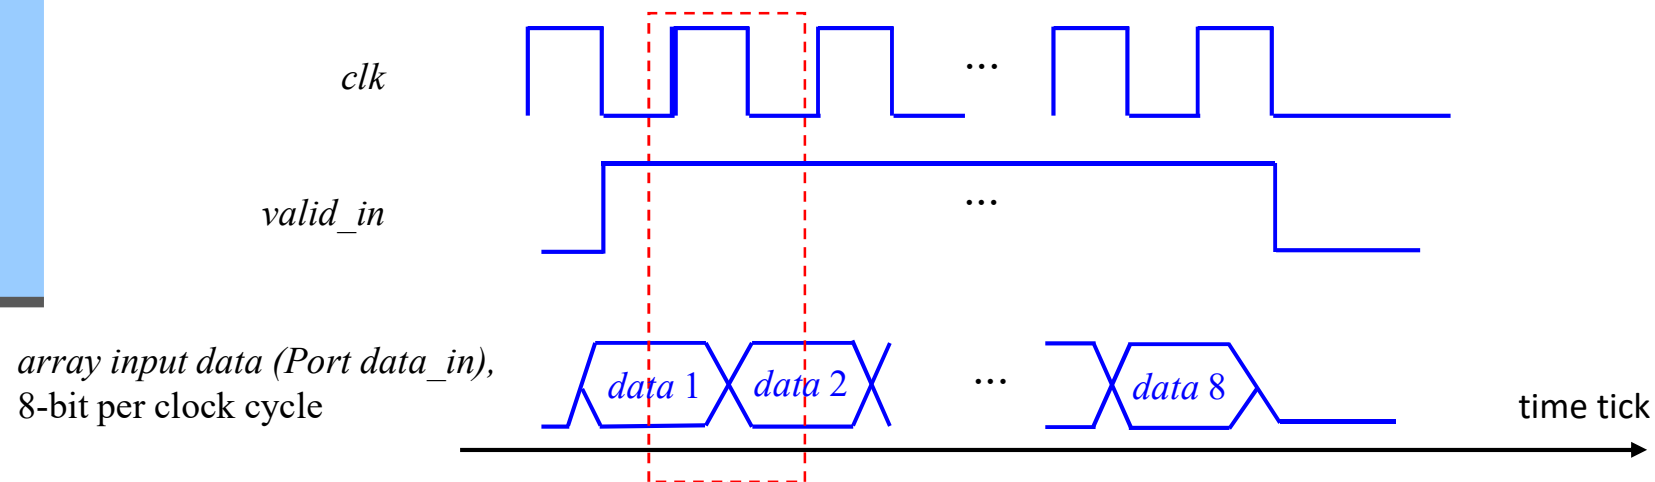 clk
...
valid_in
...
array input data (Port data_in),
8-bit per clock cycle
data 1
data 2
...
data 8
time tick